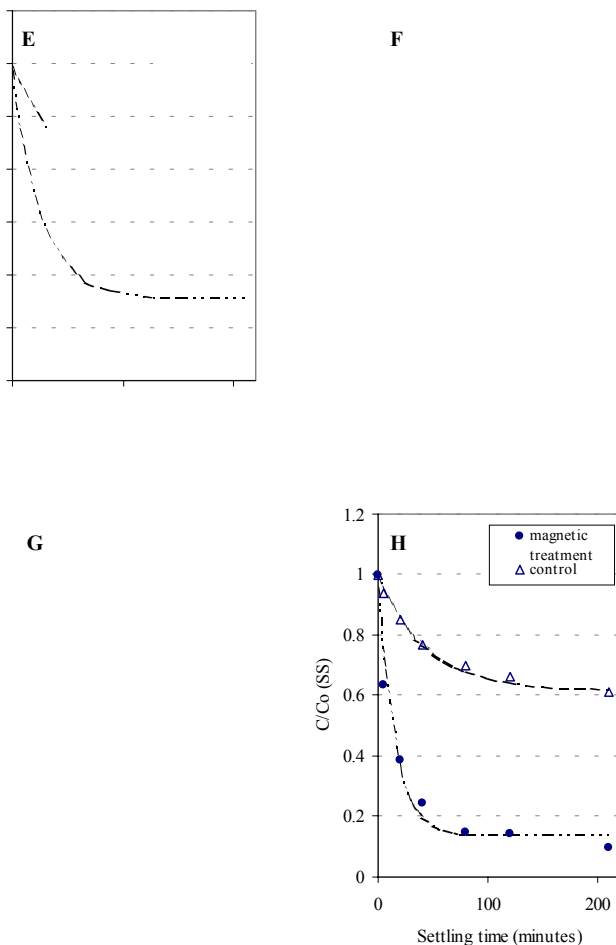 E
F
G
H
1.2
1
0.8
0.6
0.4
0.2
0
C/Co (SS)
magnetic
treatment
control
0 100 200
Settling time (minutes)